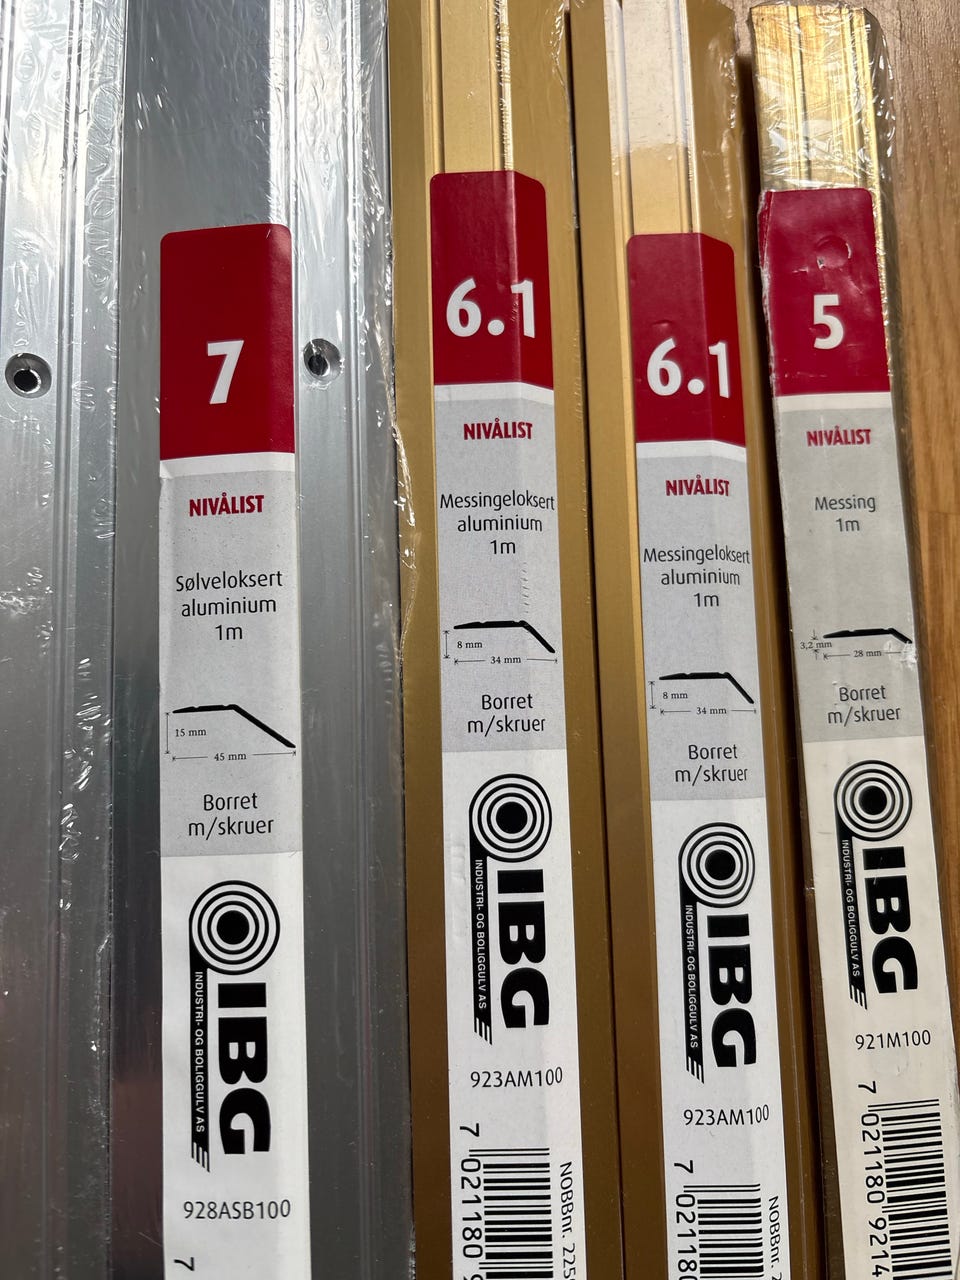 7
NIVÅLIST
Sølveloksert
aluminium
1m
15 mm
45 mm
Borret
m/skruer
IBG
INDUSTRI- OG BOLIGGULV AS
928ASB100
7
6.1
NIVÅLIST
Messingeloksert
aluminium
1m
8 mm
34 mm
Borret
m/skruer
IBG
INDUSTRI- OG BOLIGGULV AS
923AM100
7 021180
NOBBnr.
6.1
NIVÅLIST
Messingeloksert
aluminium
1m
8 mm
34 mm
Borret
m/skruer
IBG
INDUSTRI- OG BOLIGGULV AS
923AM100
7
NOBBnr.
5
NIVÅLIST
Messing
1m
3,2 mm
28 mm
Borret
m/skruer
IBG
INDUSTRI- OG BOLIGGULV AS
921M100
7 021180 9214